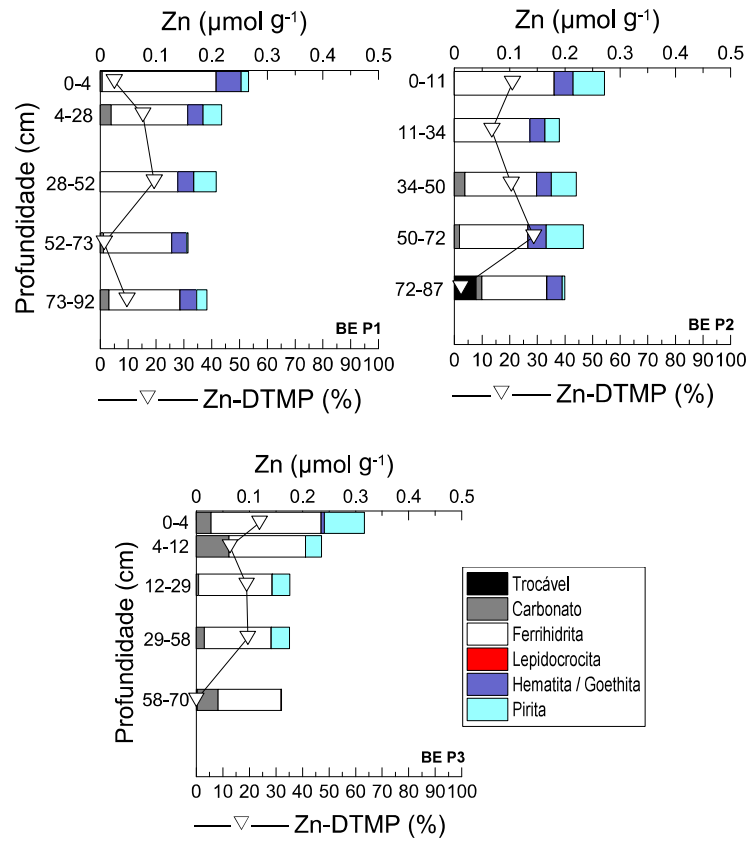 Zn (µmol g-1)
0.0 0.1 0.2 0.3 0.4 0.5
Profundidade (cm)
0-4
4-28
28-52
52-73
73-92
BE P1
0 10 20 30 40 50 60 70 80 90 100
Zn-DTMP (%)
Zn (µmol g-1)
0.0 0.1 0.2 0.3 0.4 0.5
0-11
11-34
34-50
50-72
72-87
BE P2
0 10 20 30 40 50 60 70 80 90 100
Zn-DTMP (%)
Zn (µmol g-1)
0.0 0.1 0.2 0.3 0.4 0.5
Profundidade (cm)
0-4
4-12
12-29
29-58
58-70
BE P3
0 10 20 30 40 50 60 70 80 90 100
Zn-DTMP (%)
Trocável
Carbonato
Ferrihidrita
Lepidocrocita
Hematita / Goethita
Pirita